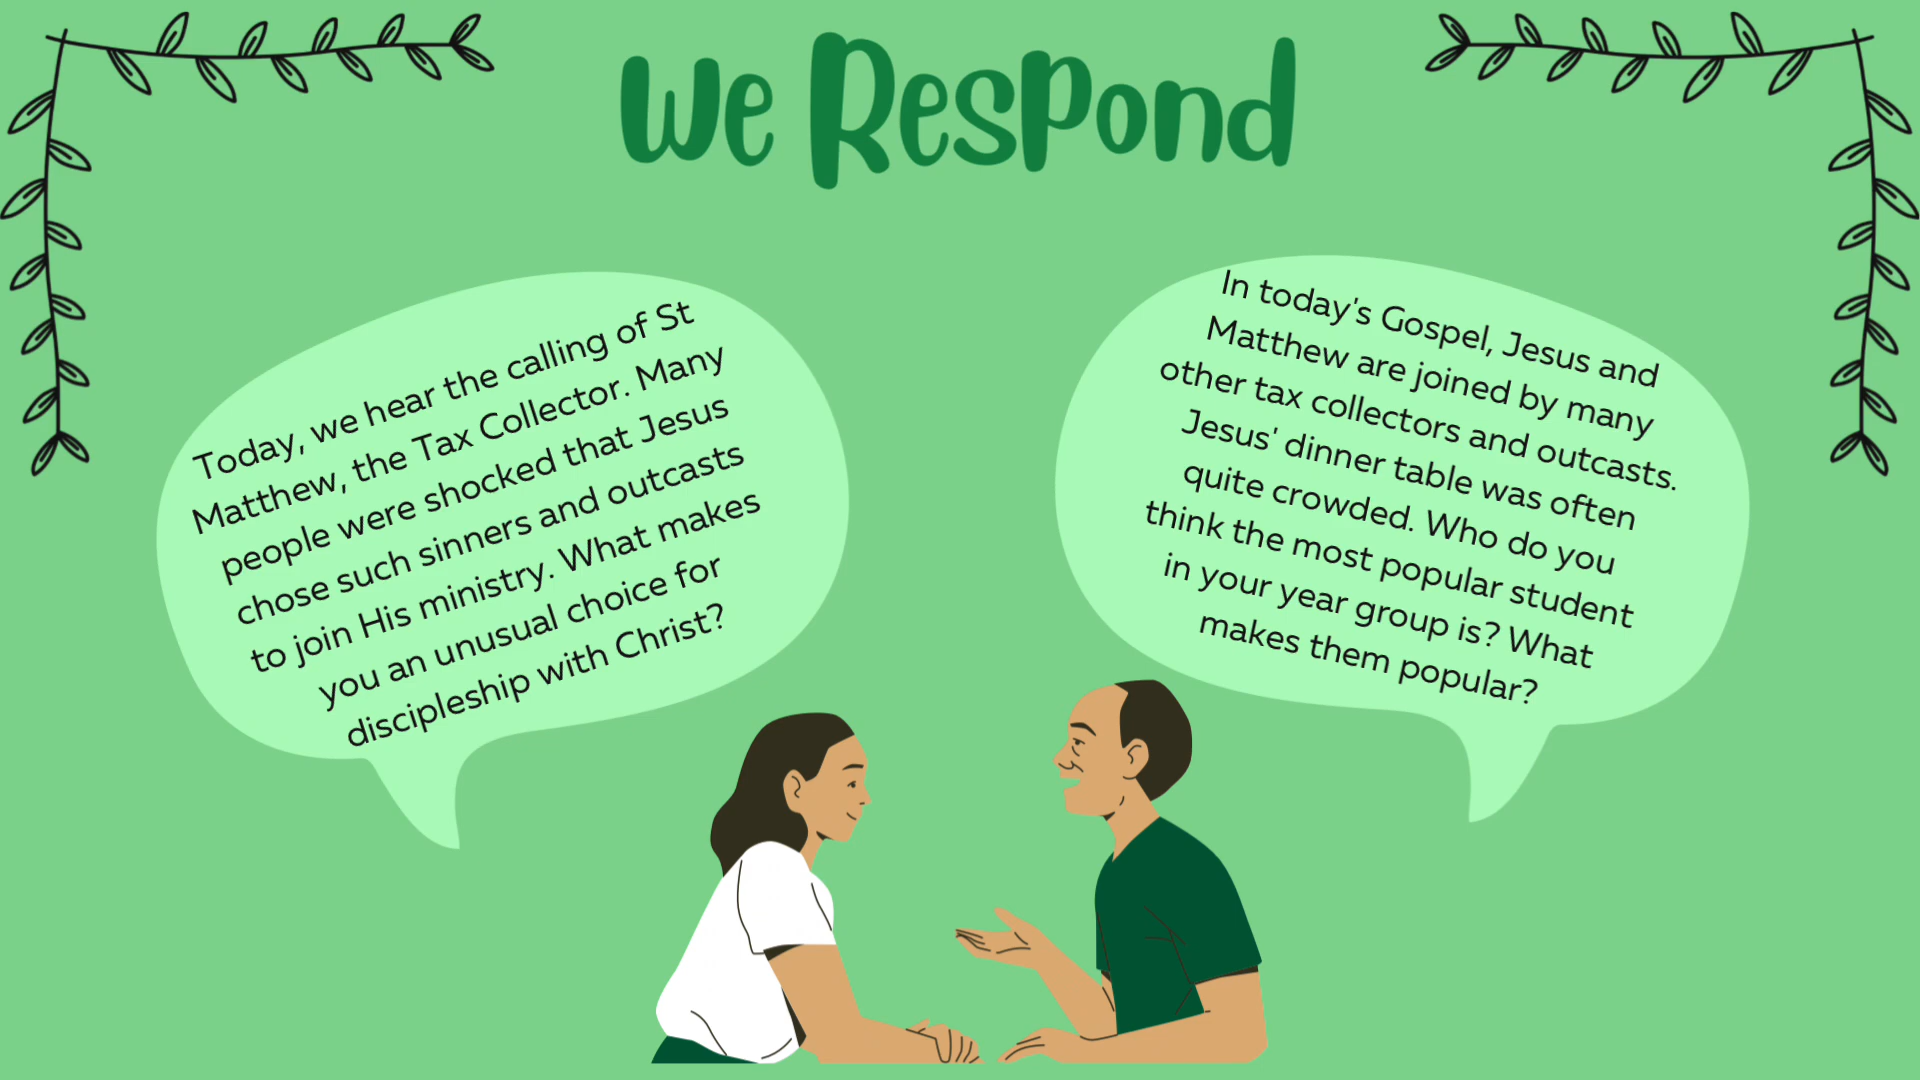 We Respond
Today, we hear the calling of St
Matthew, the Tax Collector. Many
people were shocked that Jesus
chose such sinners and outcasts
to join His ministry. What makes
you an unusual choice for
discipleship with Christ?
In today's Gospel, Jesus and
Matthew are joined by many
other tax collectors and outcasts.
Jesus' dinner table was often
quite crowded. Who do you
think the most popular student
in your year group is? What
makes them popular?